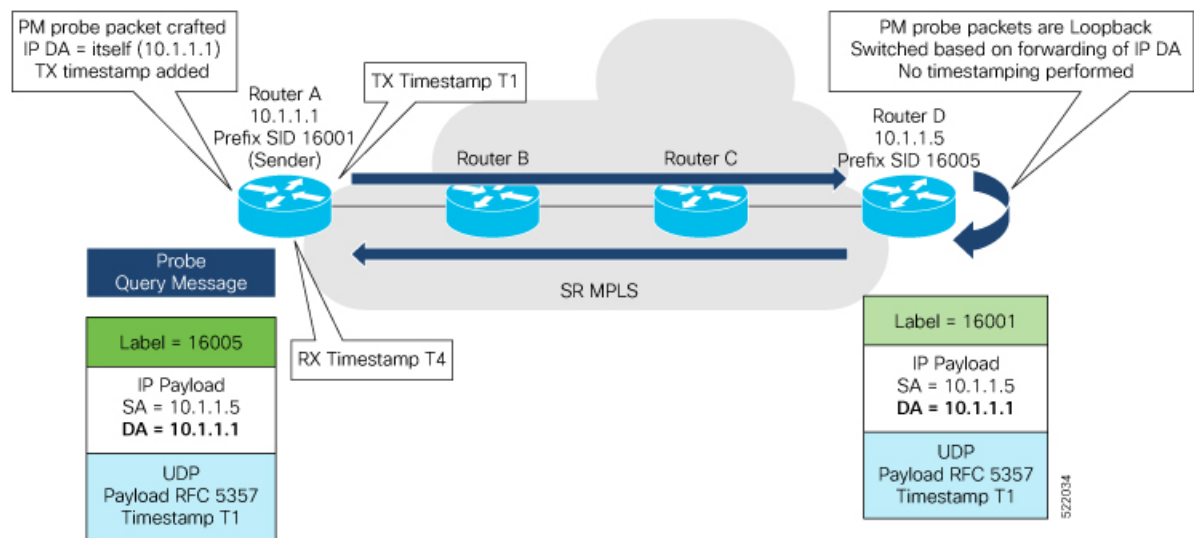 PM probe packet crafted
IP DA = itself (10.1.1.1)
TX timestamp added
TX Timestamp T1
PM probe packets are Loopback
Switched based on forwarding of IP DA
No timestamping performed
Router A
10.1.1.1
Prefix SID 16001
(Sender)
Router B
Router C
Router D
10.1.1.5
Prefix SID 16005
Probe
Query Message
SR MPLS
RX Timestamp T4
Label = 16005
IP Payload
SA = 10.1.1.5
DA = 10.1.1.1
UDP
Payload RFC 5357
Timestamp T1
Label = 16001
IP Payload
SA = 10.1.1.5
DA = 10.1.1.1
UDP
Payload RFC 5357
Timestamp T1
522034